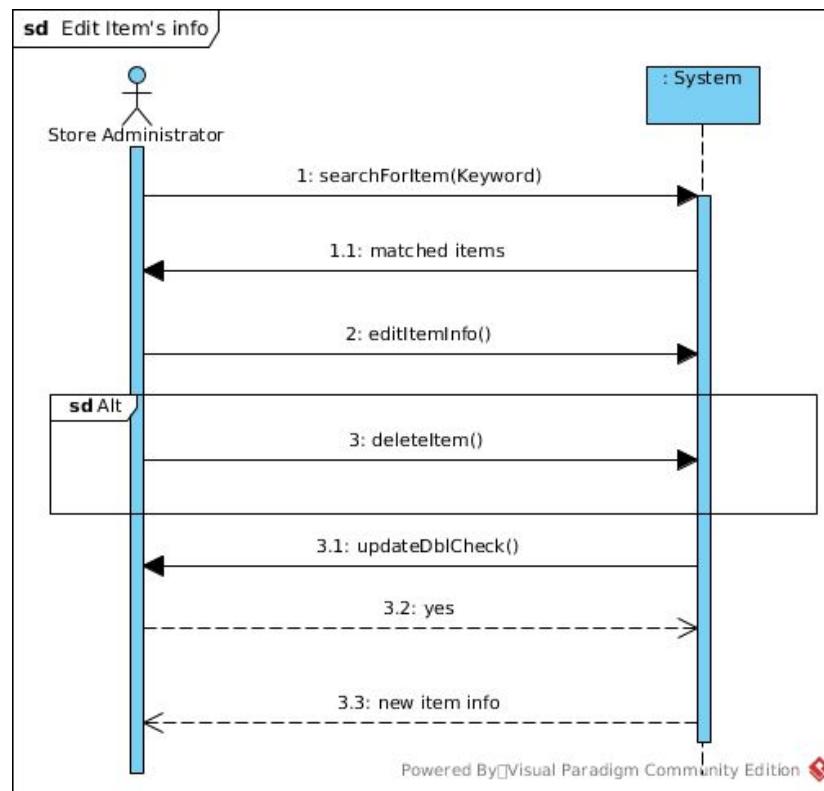 sd Edit Item's info
: System
Store Administrator
1: searchForItem(Keyword)
1.1: matched items
2: editItemInfo()
sd Alt
3: deleteItem()
3.1: updateDblCheck()
3.2: yes
3.3: new item info
Powered By Visual Paradigm Community Edition